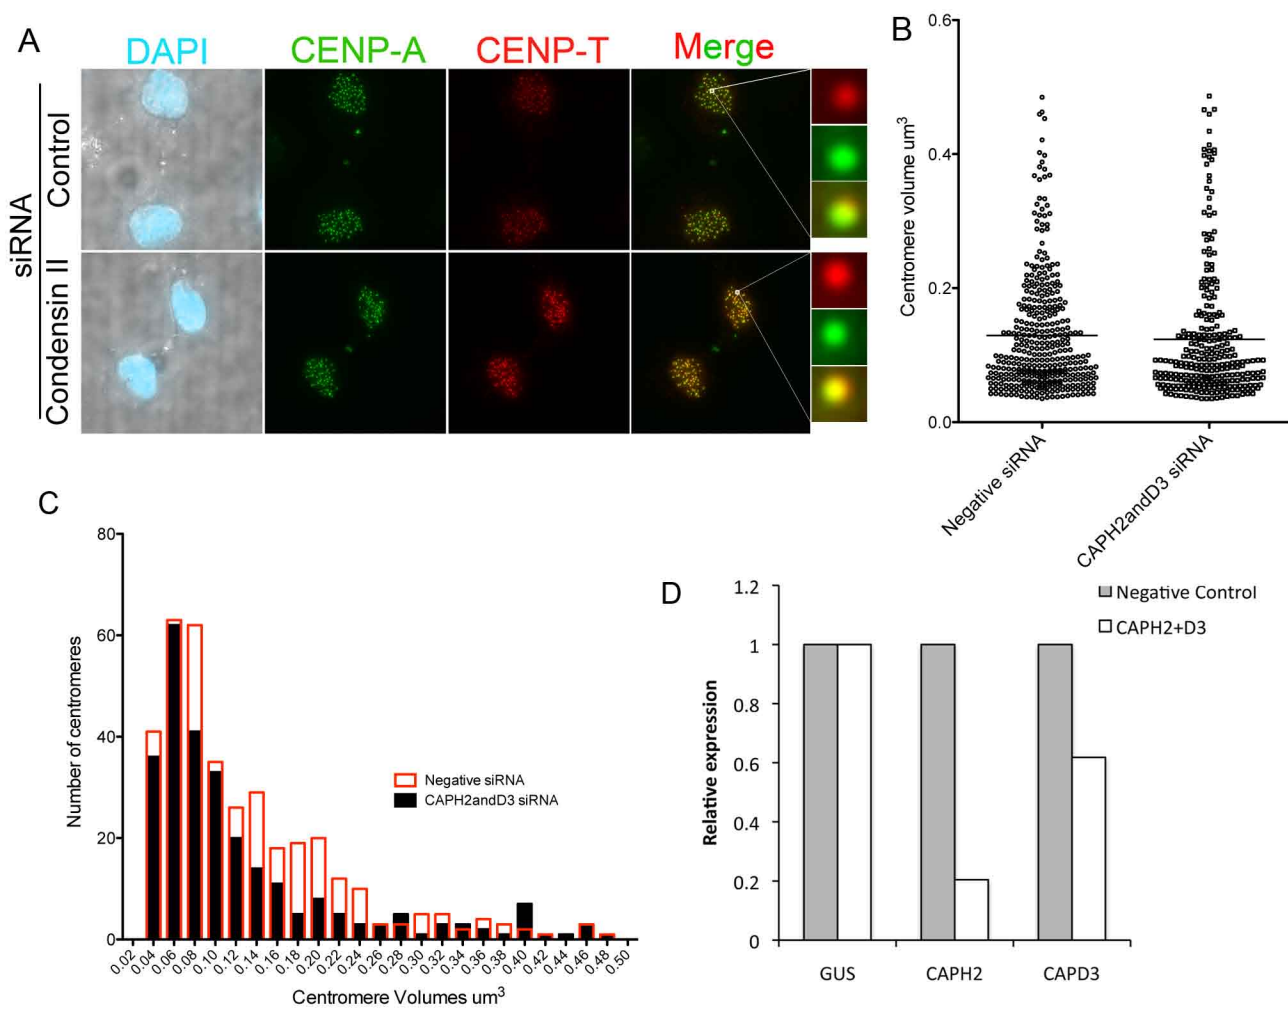 A
DAPI CENP-A CENP-T Merge
siRNA
Control
Condensin II
B
Centromere volume um³
0.6
0.4
0.2
0.0
Negative siRNA
CAPH2andD3 siRNA
C
Number of centromeres
80
60
40
20
0
0.02 0.04 0.06 0.08 0.10 0.12 0.14 0.16 0.18 0.20 0.22 0.24 0.26 0.28 0.30 0.32 0.34 0.36 0.38 0.40 0.42 0.44 0.46 0.48 0.50
Centromere Volumes um³
Negative siRNA
CAPH2andD3 siRNA
D
Relative expression
1.2
1
0.8
0.6
0.4
0.2
0
GUS CAPH2 CAPD3
Negative Control
CAPH2+D3